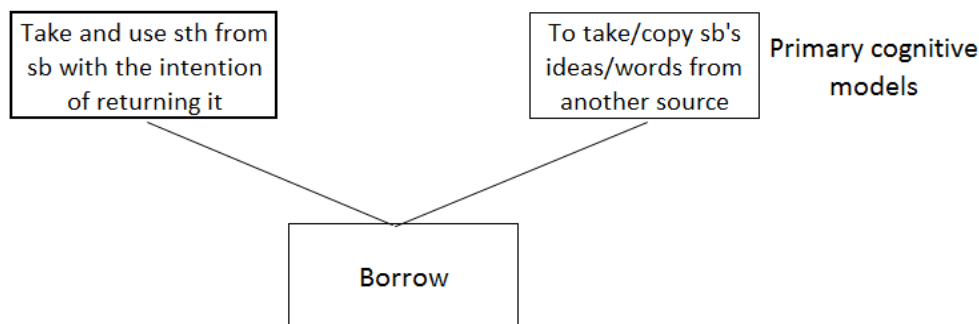 Take and use sth from
sb with the intention
of returning it
To take/copy sb's
ideas/words from
another source
Primary cognitive
models
Borrow